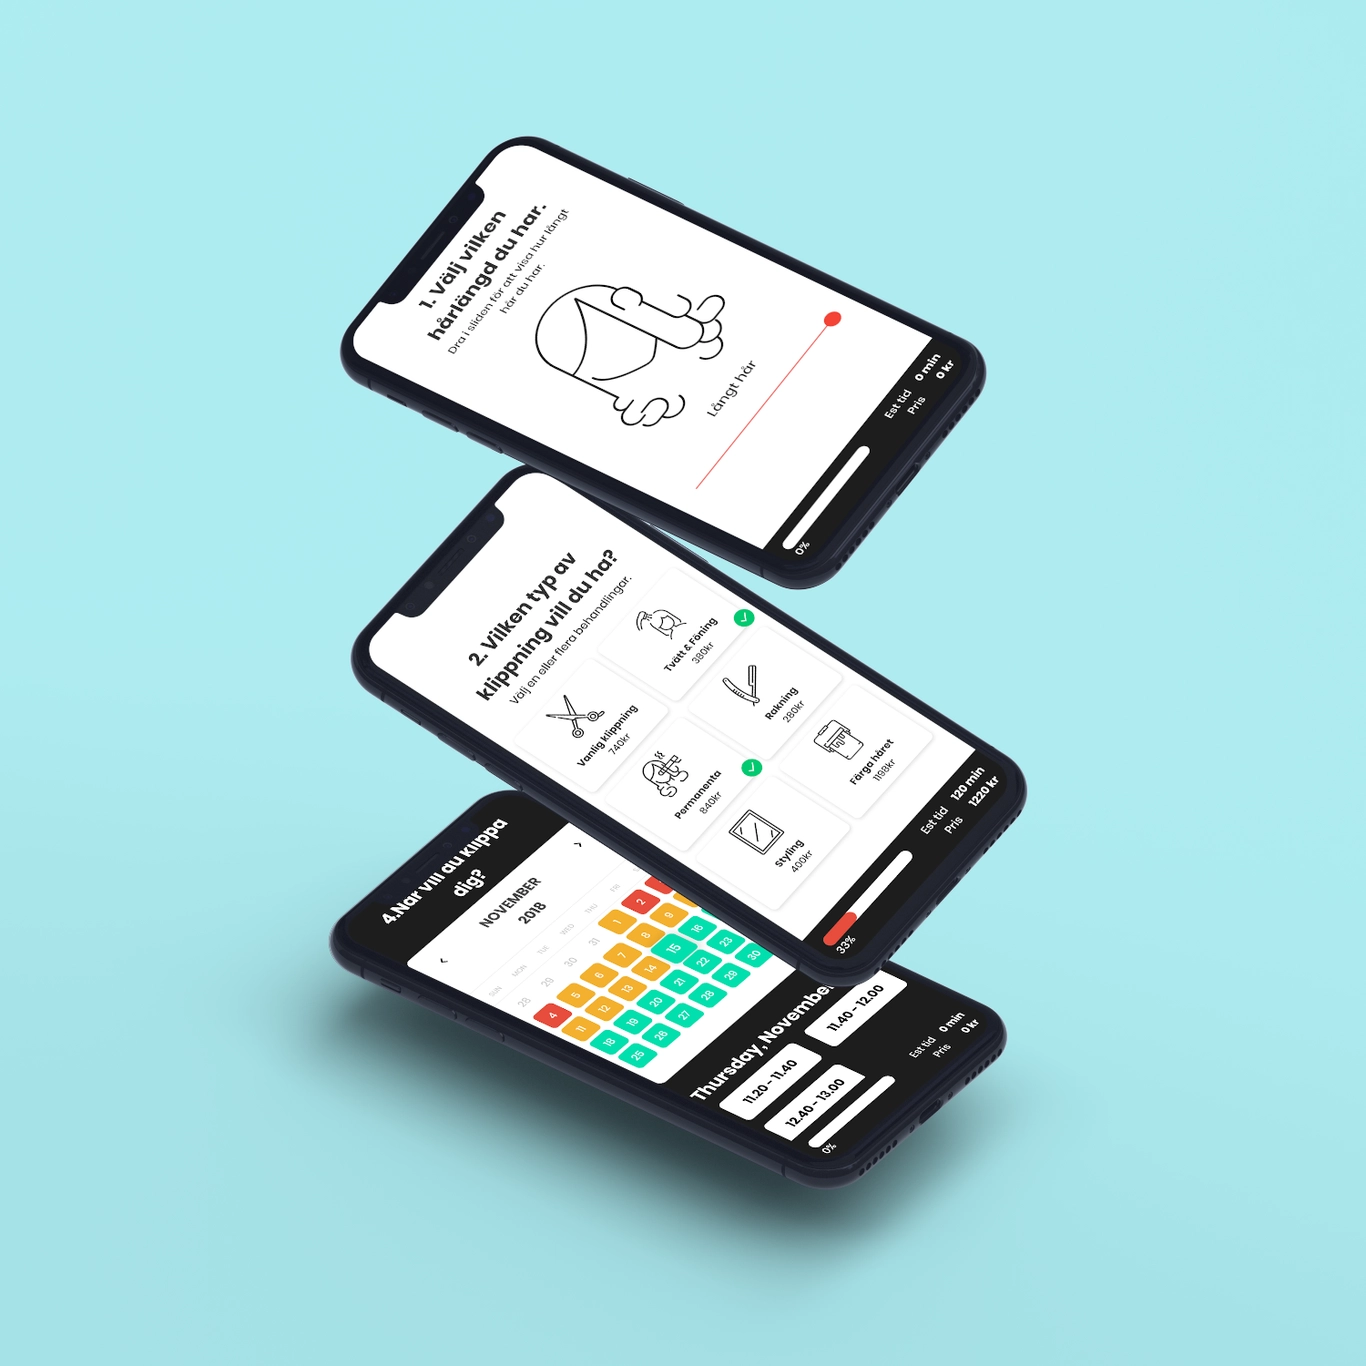 1. Välj vilken
hårlängd du har.
Dra i sliden för att visa hur långt
hår du har.
Långt hår
Est tid 0 min
Pris 0 kr
0%
2. Vilken typ av
klippning vill du ha?
Välj en eller flera behandlingar.
Vanlig klippning
740kr
Tvätt & Föning
380kr
Permanenta
840kr
Rakning
280kr
Styling
400kr
Färga håret
1198kr
Est tid 120 min
Pris 1220 kr
33%
4.När vill du klippa
dig?
‹ NOVEMBER ›
2018
SUN MON TUE WED THU FRI
28 29 30 31 1 2
4 5 6 7 8 9
11 12 13 14 15 16
18 19 20 21 22 23
25 26 27 28 29 30
Thursday, November
11.20 - 11.40
11.40 - 12.00
12.40 - 13.00
Est tid 0 min
Pris 0 kr
0%